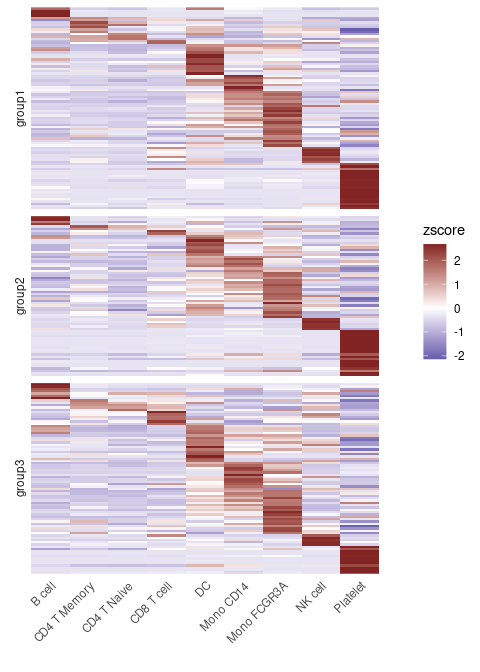 group1
group2
group3
zscore
2
1
0
-1
-2
B cell
CD4 T Memory
CD4 T Naive
CD8 T cell
DC
Mono CD14
Mono FCGR3A
NK cell
Platelet